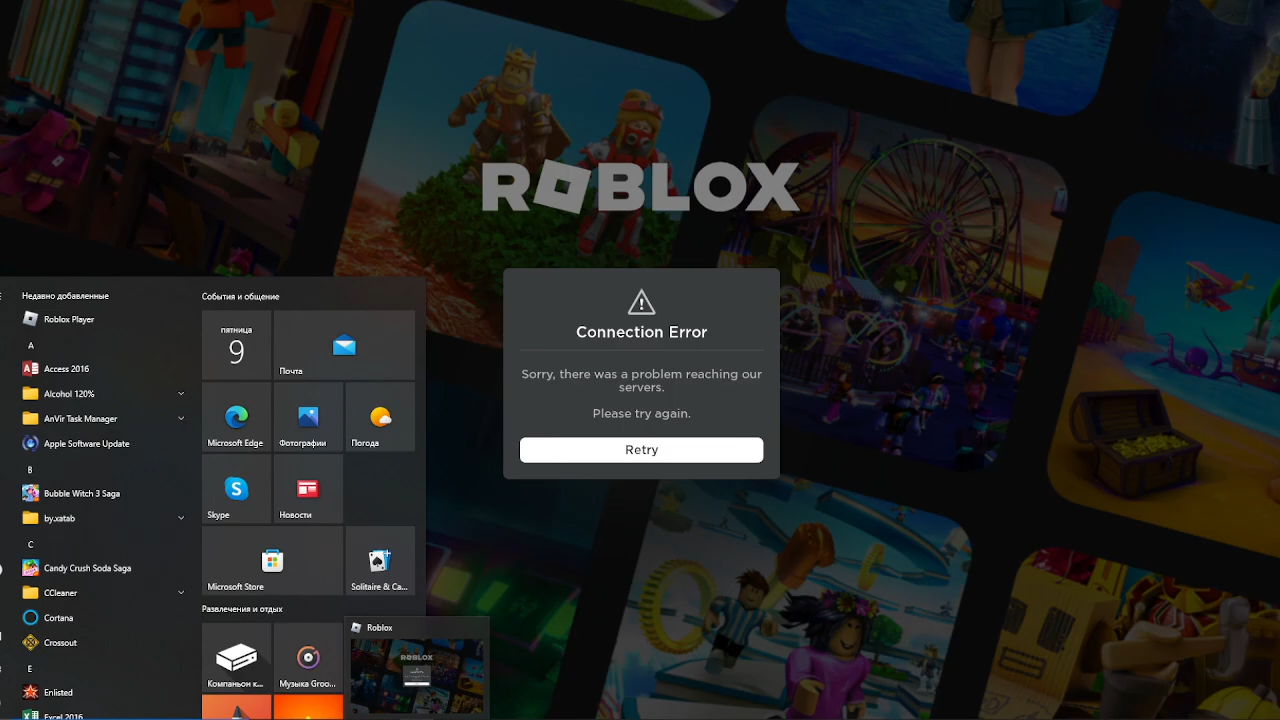 ROBLOX
Connection Error
Sorry, there was a problem reaching our
servers.
Please try again.
Retry
Недавно добавленные
Roblox Player
A
Access 2016
Alcohol 120%
AnVir Task Manager
Apple Software Update
B
Bubble Witch 3 Saga
by.xatab
C
Candy Crush Soda Saga
CCleaner
Cortana
Crossout
E
Enlisted
Excel 2016
События и общение
пятница
9
Почта
Microsoft Edge
Фотографии
Погода
Skype
Новости
Microsoft Store
Solitaire & Ca...
Развлечения и отдых
Компаньон к...
Музыка Groo...
Roblox
ROBLOX